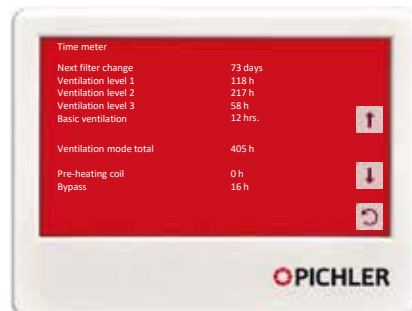 Time meter
Next filter change 73 days
Ventilation level 1 118 h
Ventilation level 2 217 h
Ventilation level 3 58 h
Basic ventilation 12 hrs.
Ventilation mode total 405 h
Pre-heating coil 0 h
Bypass 16 h
PICHLER